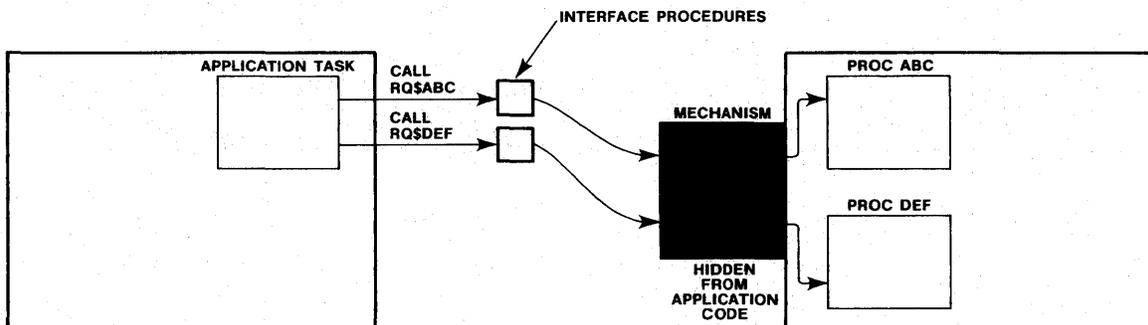 INTERFACE PROCEDURES
APPLICATION TASK
CALL
RQ$ABC
CALL
RQ$DEF
MECHANISM
HIDDEN
FROM
APPLICATION
CODE
PROC ABC
PROC DEF